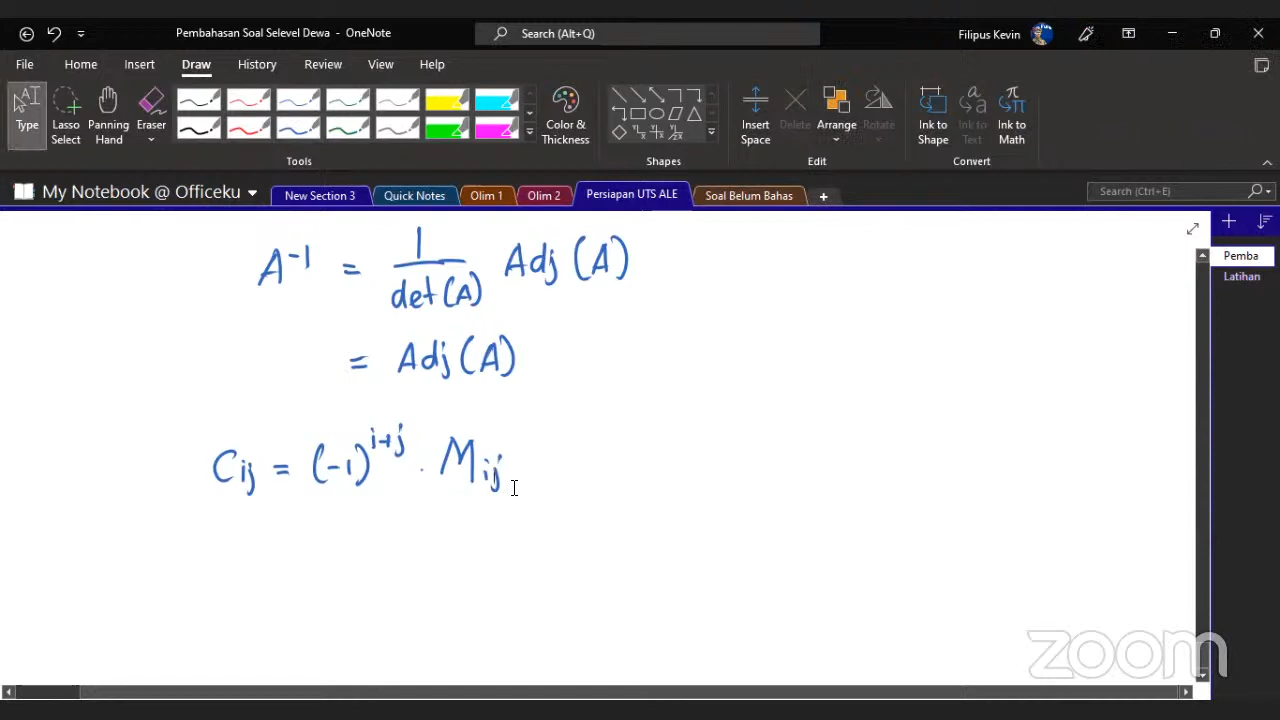 Pembahasan Soal Selevel Dewa - OneNote
Search (Alt+Q)
Filipus Kevin
File Home Insert Draw History Review View Help
Type
Lasso Select
Panning Hand
Eraser
Color & Thickness
Insert Space
Delete
Arrange
Rotate
Ink to Shape
Ink to Text
Ink to Math
Tools Shapes Edit Convert
My Notebook @ Officeku New Section 3 Quick Notes Olim 1 Olim 2 Persiapan UTS ALE Soal Belum Bahas + Search (Ctrl+E)
Pemba
Latihan
A⁻¹ = 1/det(A) Adj (A)
= Adj (A)
Cij = (-1)^{i+j} . Mij
zoom